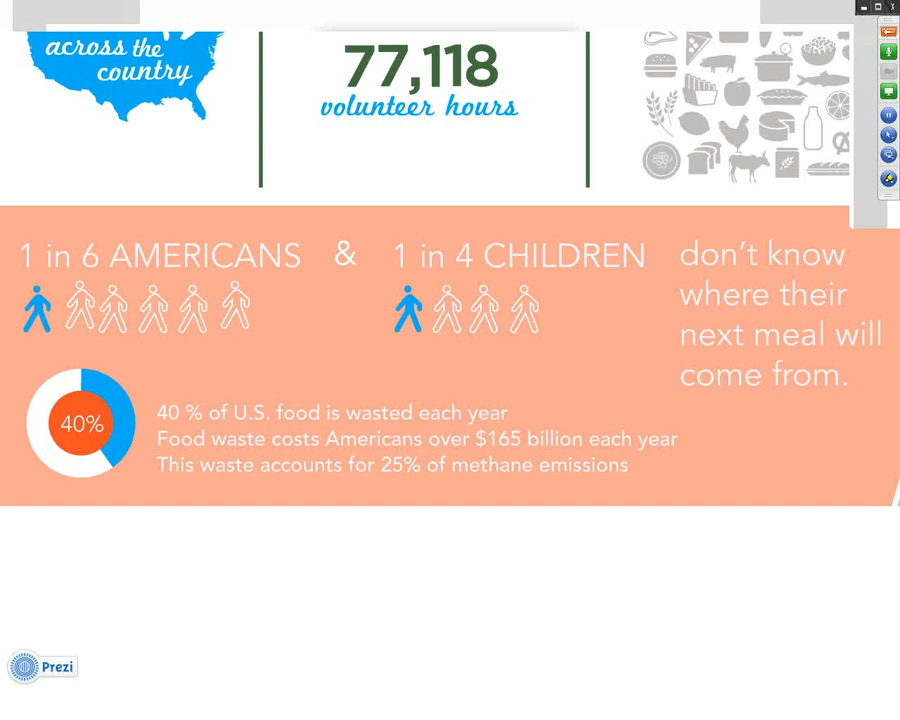 across the
country
77,118
volunteer hours
1 in 6 AMERICANS & 1 in 4 CHILDREN
don't know
where their
next meal will
come from.
40%
40 % of U.S. food is wasted each year
Food waste costs Americans over $165 billion each year
This waste accounts for 25% of methane emissions
Prezi